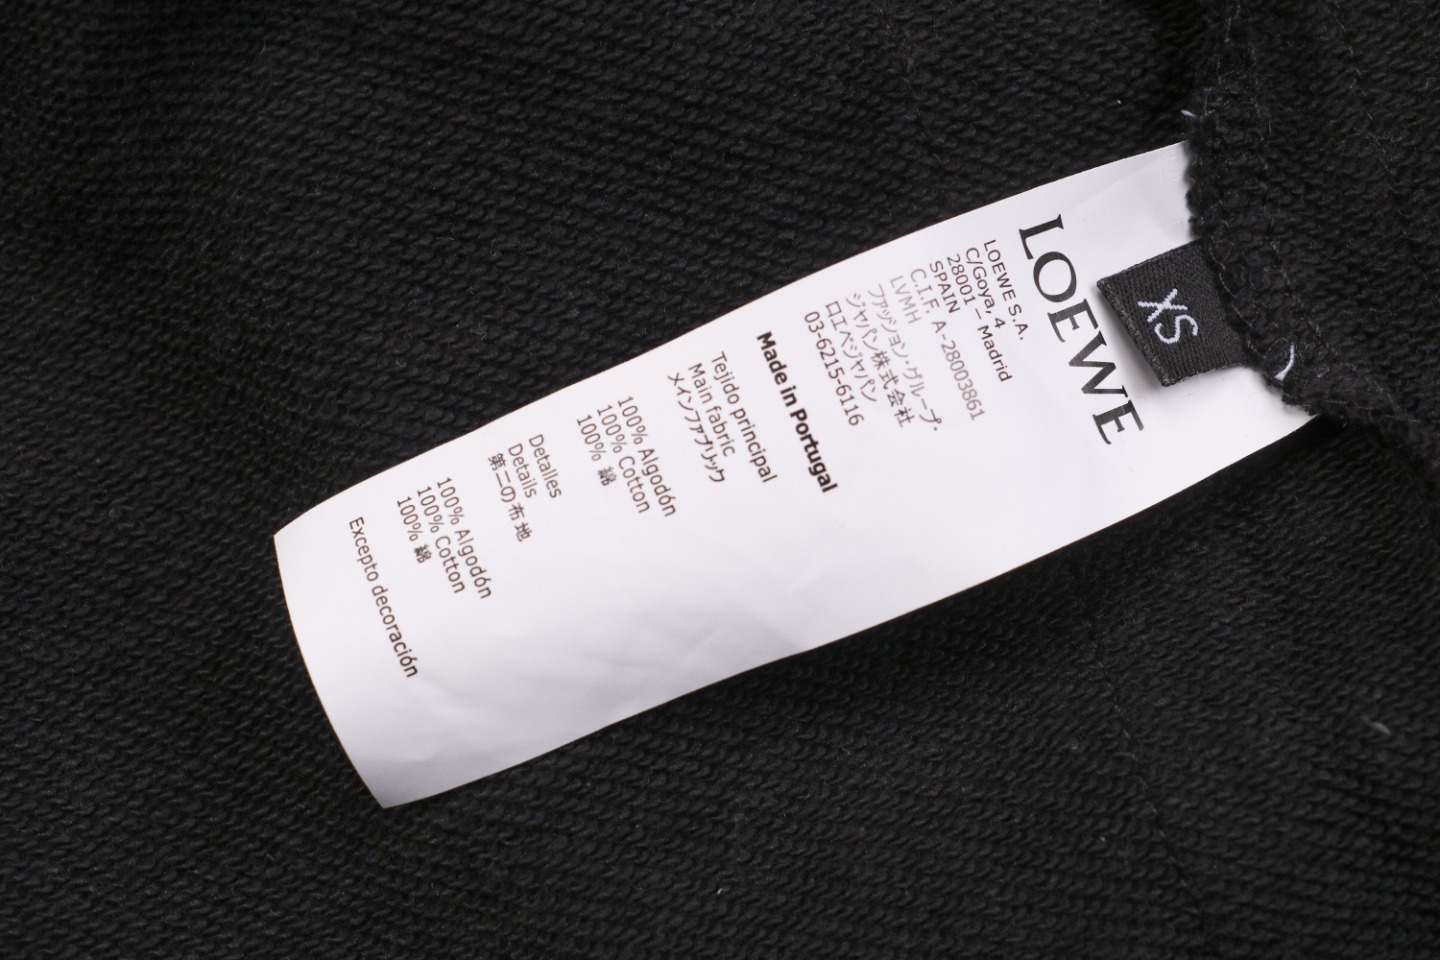 LOEWE
XS
LOEWE S.A.
C/Goya, 4
28001 – Madrid
SPAIN
C.I.F. A-28003861
LVMH
ファッション・グループ・
ジャパン株式会社
ロエベジャパン
03-6215-6116
Made in Portugal
Tejido principal
Main fabric
メインファブリック
100% Algodón
100% Cotton
100% 綿
Detalles
Details
第二の布地
100% Algodón
100% Cotton
100% 綿
Excepto decoración